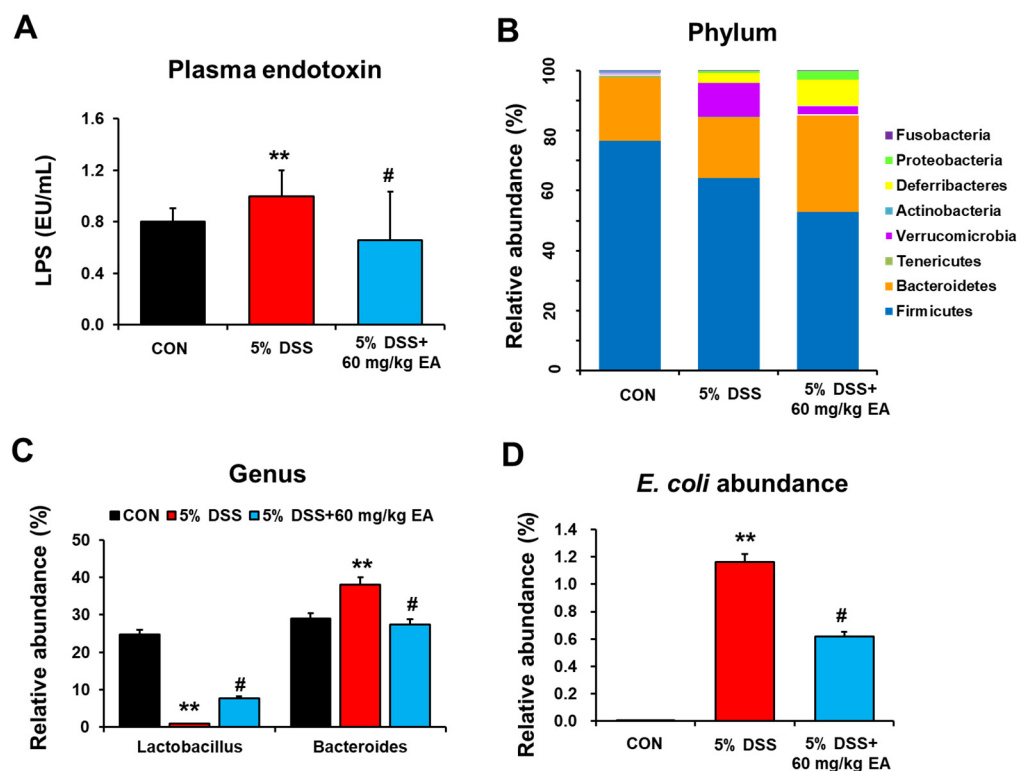 A
Plasma endotoxin
LPS (EU/mL)
1.6
1.2
0.8
0.4
0.0
**
#
CON
5% DSS
5% DSS+
60 mg/kg EA
B
Phylum
Relative abundance (%)
100
80
60
40
20
0
CON
5% DSS
5% DSS+
60 mg/kg EA
Fusobacteria
Proteobacteria
Deferribacteres
Actinobacteria
Verrucomicrobia
Tenericutes
Bacteroidetes
Firmicutes
C
Genus
CON 5% DSS 5% DSS+60 mg/kg EA
Relative abundance (%)
50
40
30
20
10
0
**
#
**
#
Lactobacillus
Bacteroides
D
E. coli abundance
Relative abundance (%)
1.4
1.2
1.0
0.8
0.6
0.4
0.2
0.0
**
#
CON
5% DSS
5% DSS+
60 mg/kg EA